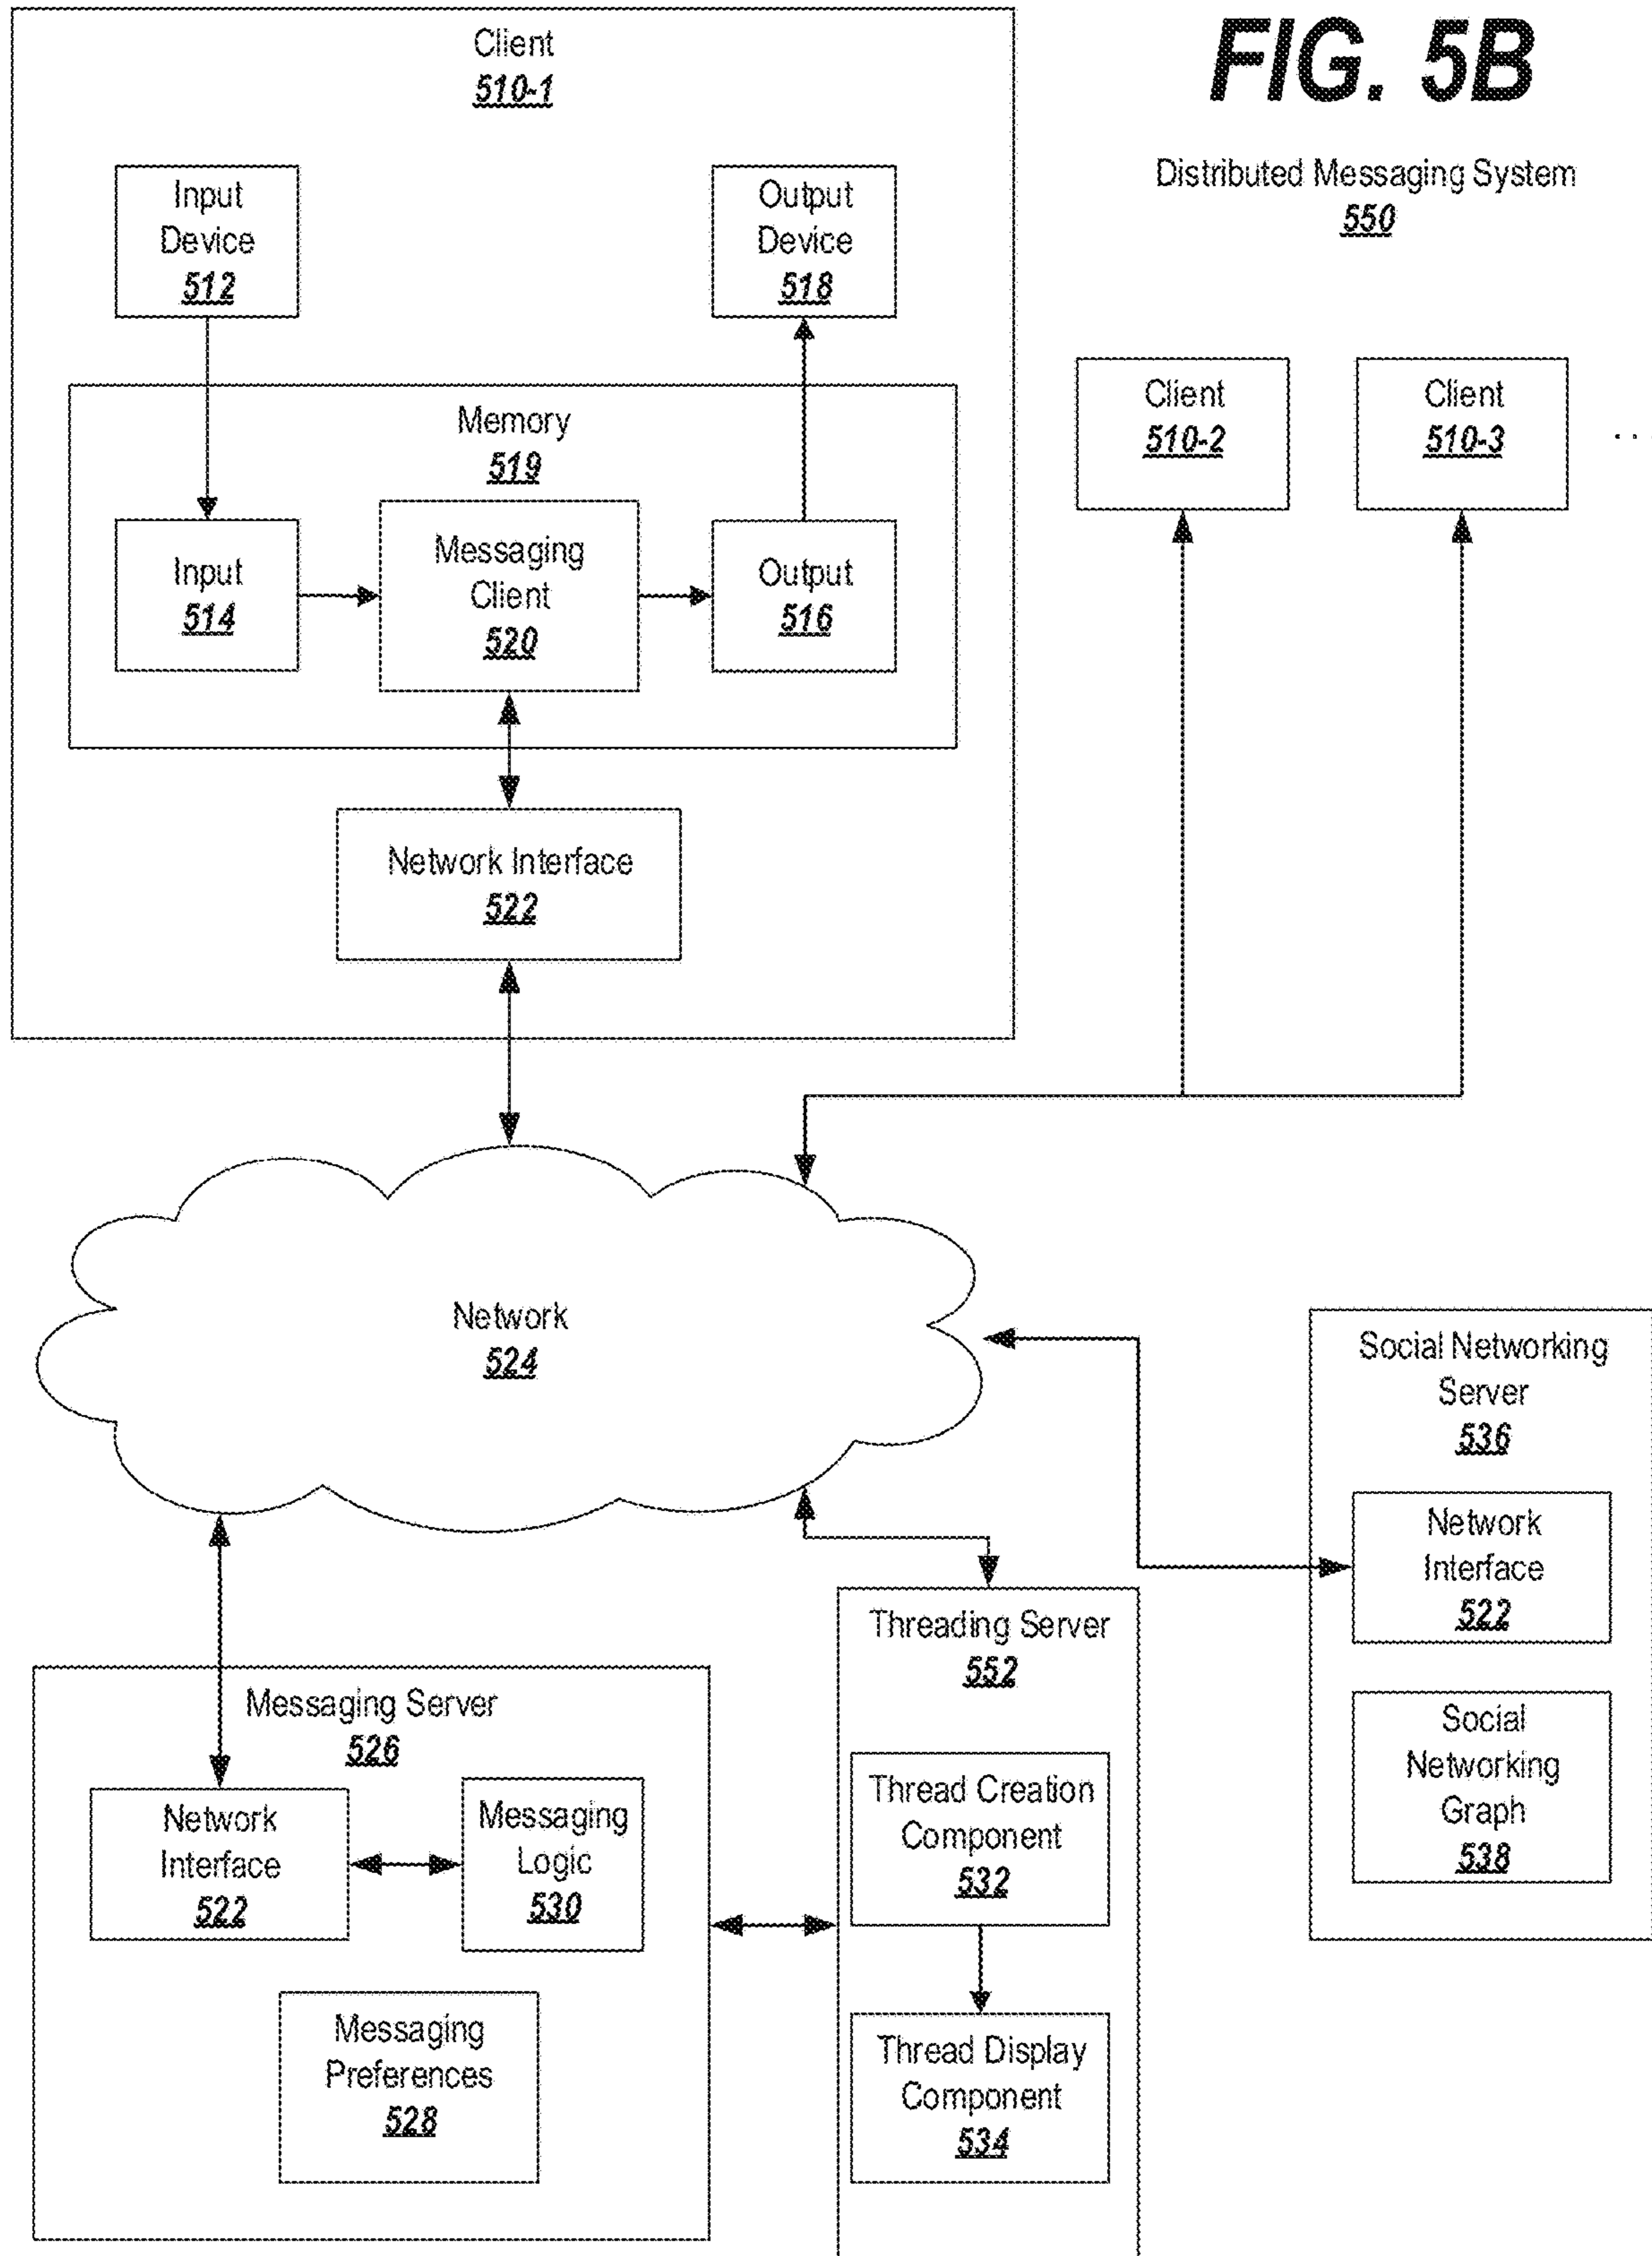 FIG. 5B
Distributed Messaging System
550
Client
510-1
Input
Device
512
Output
Device
518
Memory
519
Input
514
Messaging
Client
520
Output
516
Network Interface
522
Client
510-2
Client
510-3
...
Network
524
Social Networking
Server
536
Network
Interface
522
Social
Networking
Graph
538
Messaging Server
526
Network
Interface
522
Messaging
Logic
530
Messaging
Preferences
528
Threading Server
552
Thread Creation
Component
532
Thread Display
Component
534